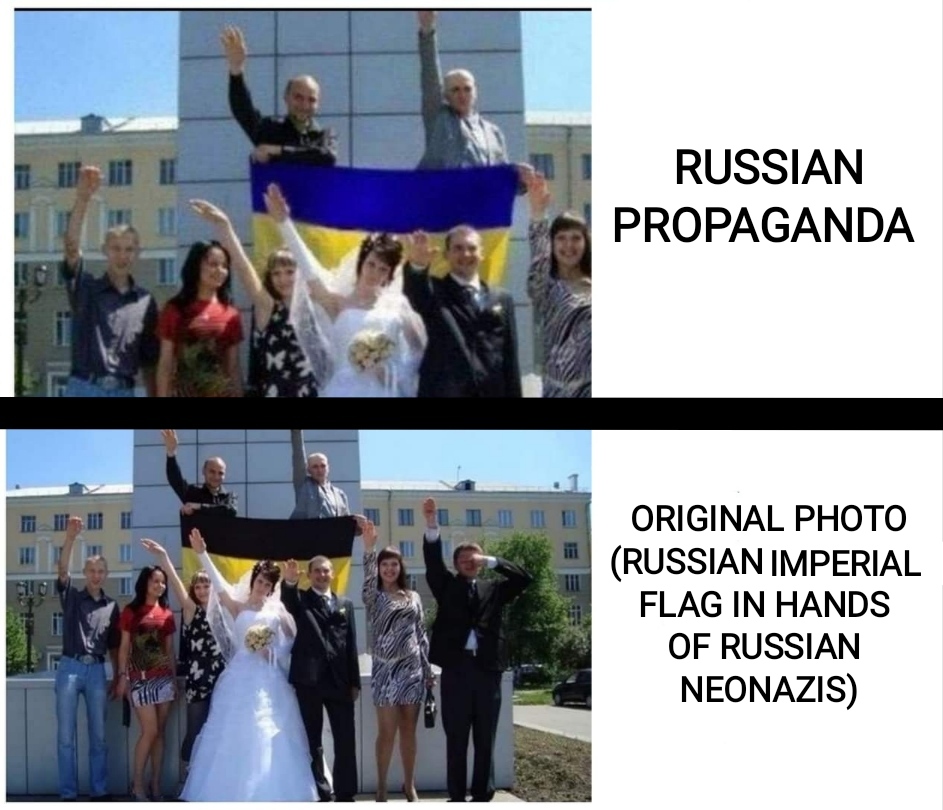 RUSSIAN
PROPAGANDA
ORIGINAL PHOTO
(RUSSIAN IMPERIAL
FLAG IN HANDS
OF RUSSIAN
NEONAZIS)